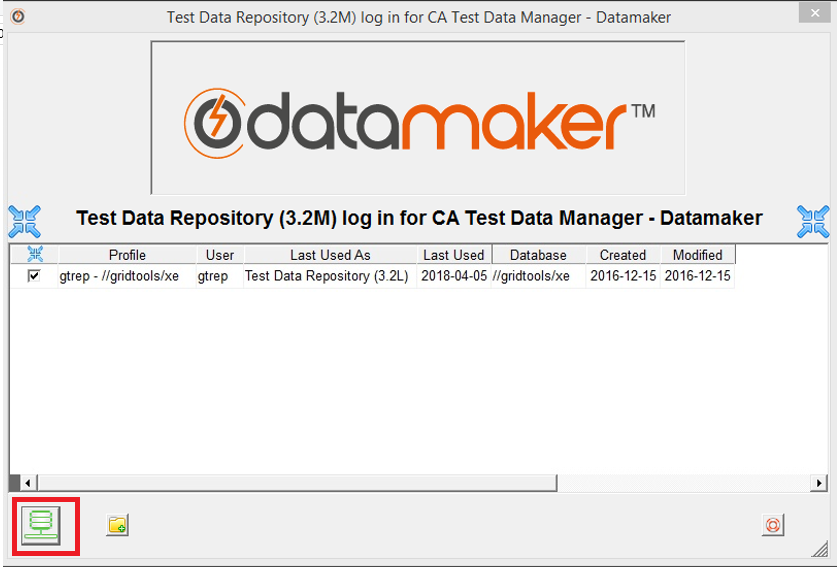 Test Data Repository (3.2M) log in for CA Test Data Manager - Datamaker
datamaker™
Test Data Repository (3.2M) log in for CA Test Data Manager - Datamaker
Profile User Last Used As Last Used Database Created Modified
gtrep - //gridtools/xe gtrep Test Data Repository (3.2L) 2018-04-05 //gridtools/xe 2016-12-15 2016-12-15